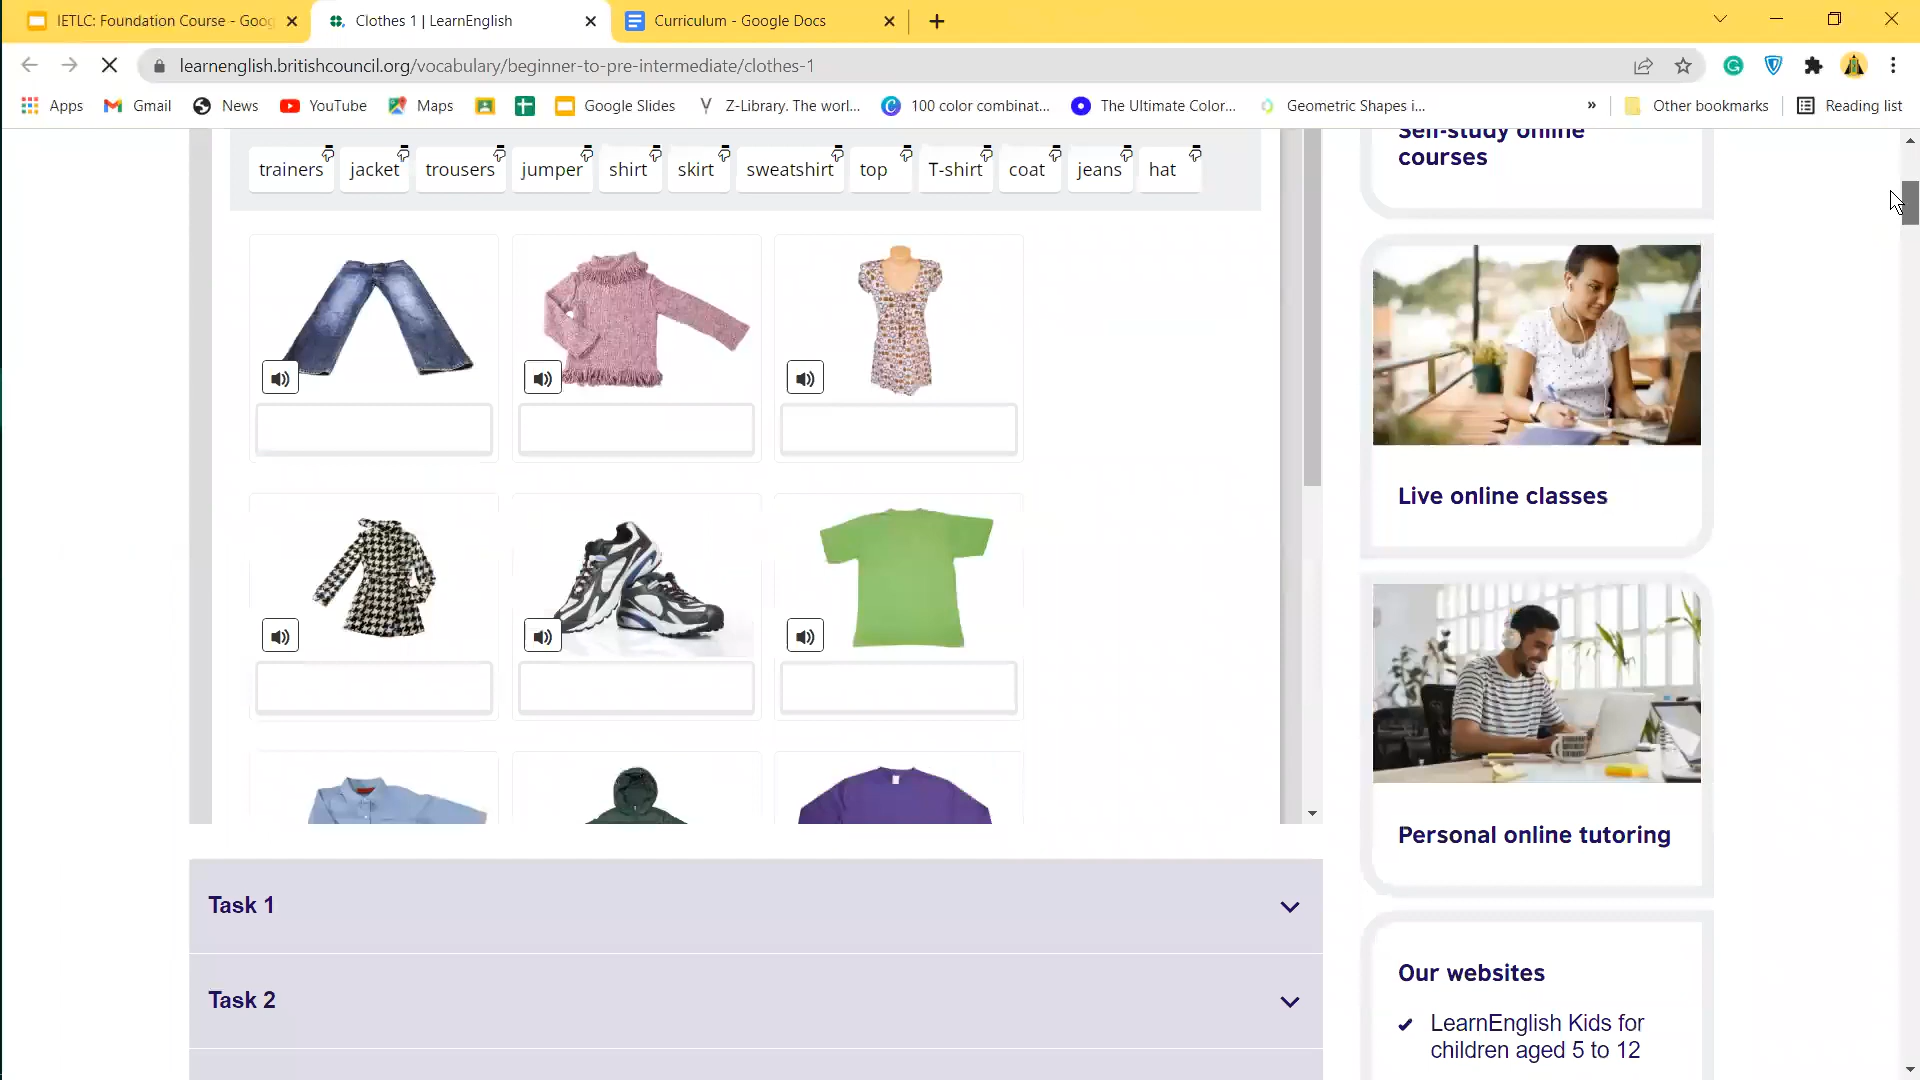 IETLC: Foundation Course - Goog
Clothes 1 | LearnEnglish
Curriculum - Google Docs
learnenglish.britishcouncil.org/vocabulary/beginner-to-pre-intermediate/clothes-1
Apps
Gmail
News
YouTube
Maps
Google Slides
Z-Library. The worl...
100 color combinat...
The Ultimate Color...
Geometric Shapes i...
»
Other bookmarks
Reading list
trainers
jacket
trousers
jumper
shirt
skirt
sweatshirt
top
T-shirt
coat
jeans
hat
Task 1
Task 2
Self-study online
courses
Live online classes
Personal online tutoring
Our websites
LearnEnglish Kids for
children aged 5 to 12